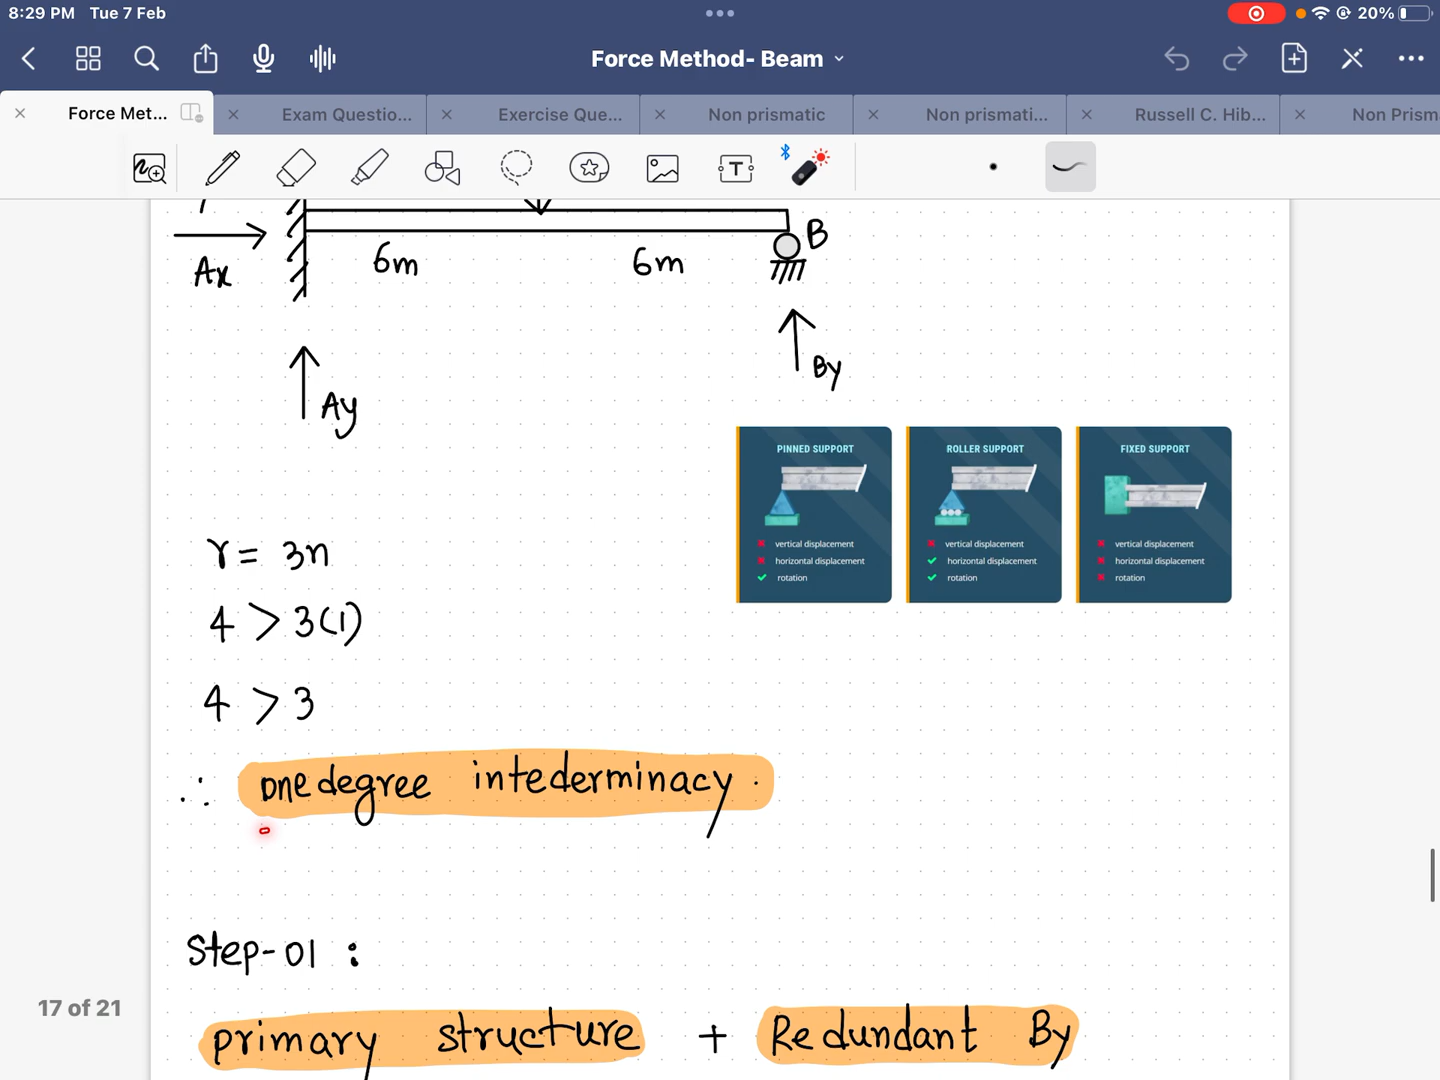 8:29 PM Tue 7 Feb
20%
Force Method- Beam
Force Met...
Exam Questio...
Exercise Que...
Non prismatic
Non prismati...
Russell C. Hib...
Non Prism
T
Ax
6m
6m
B
Ay
By
PINNED SUPPORT
vertical displacement
horizontal displacement
rotation
ROLLER SUPPORT
vertical displacement
horizontal displacement
rotation
FIXED SUPPORT
vertical displacement
horizontal displacement
rotation
r = 3n
4 > 3(1)
4 > 3
∴ one degree intederminacy.
Step-01 :
17 of 21
primary structure + Redundant By